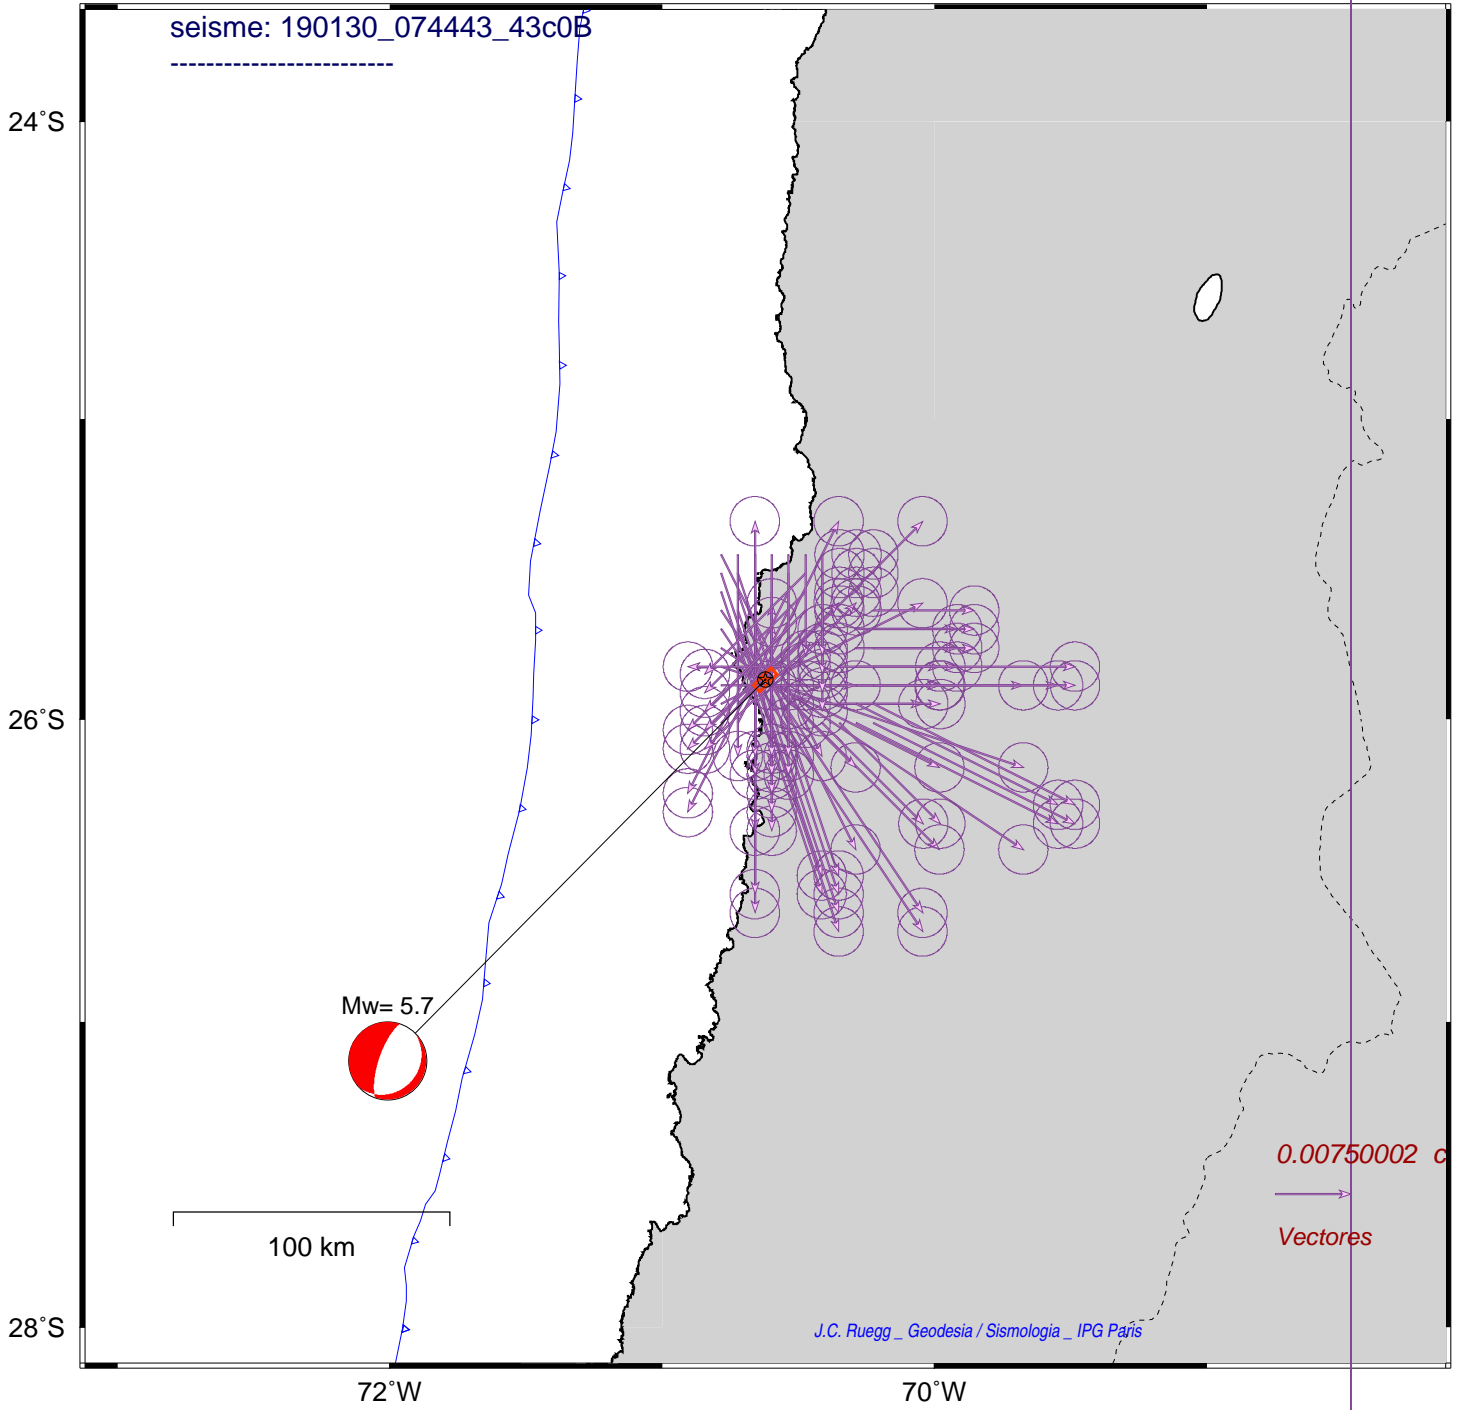 seisme: 190130_074443_43c0B
-------------------------
24°S
26°S
Mw= 5.7
0.00750002 c
Vectores
100 km
28°S
J.C. Ruegg _ Geodesia / Sismologia _ IPG Paris
72°W
70°W